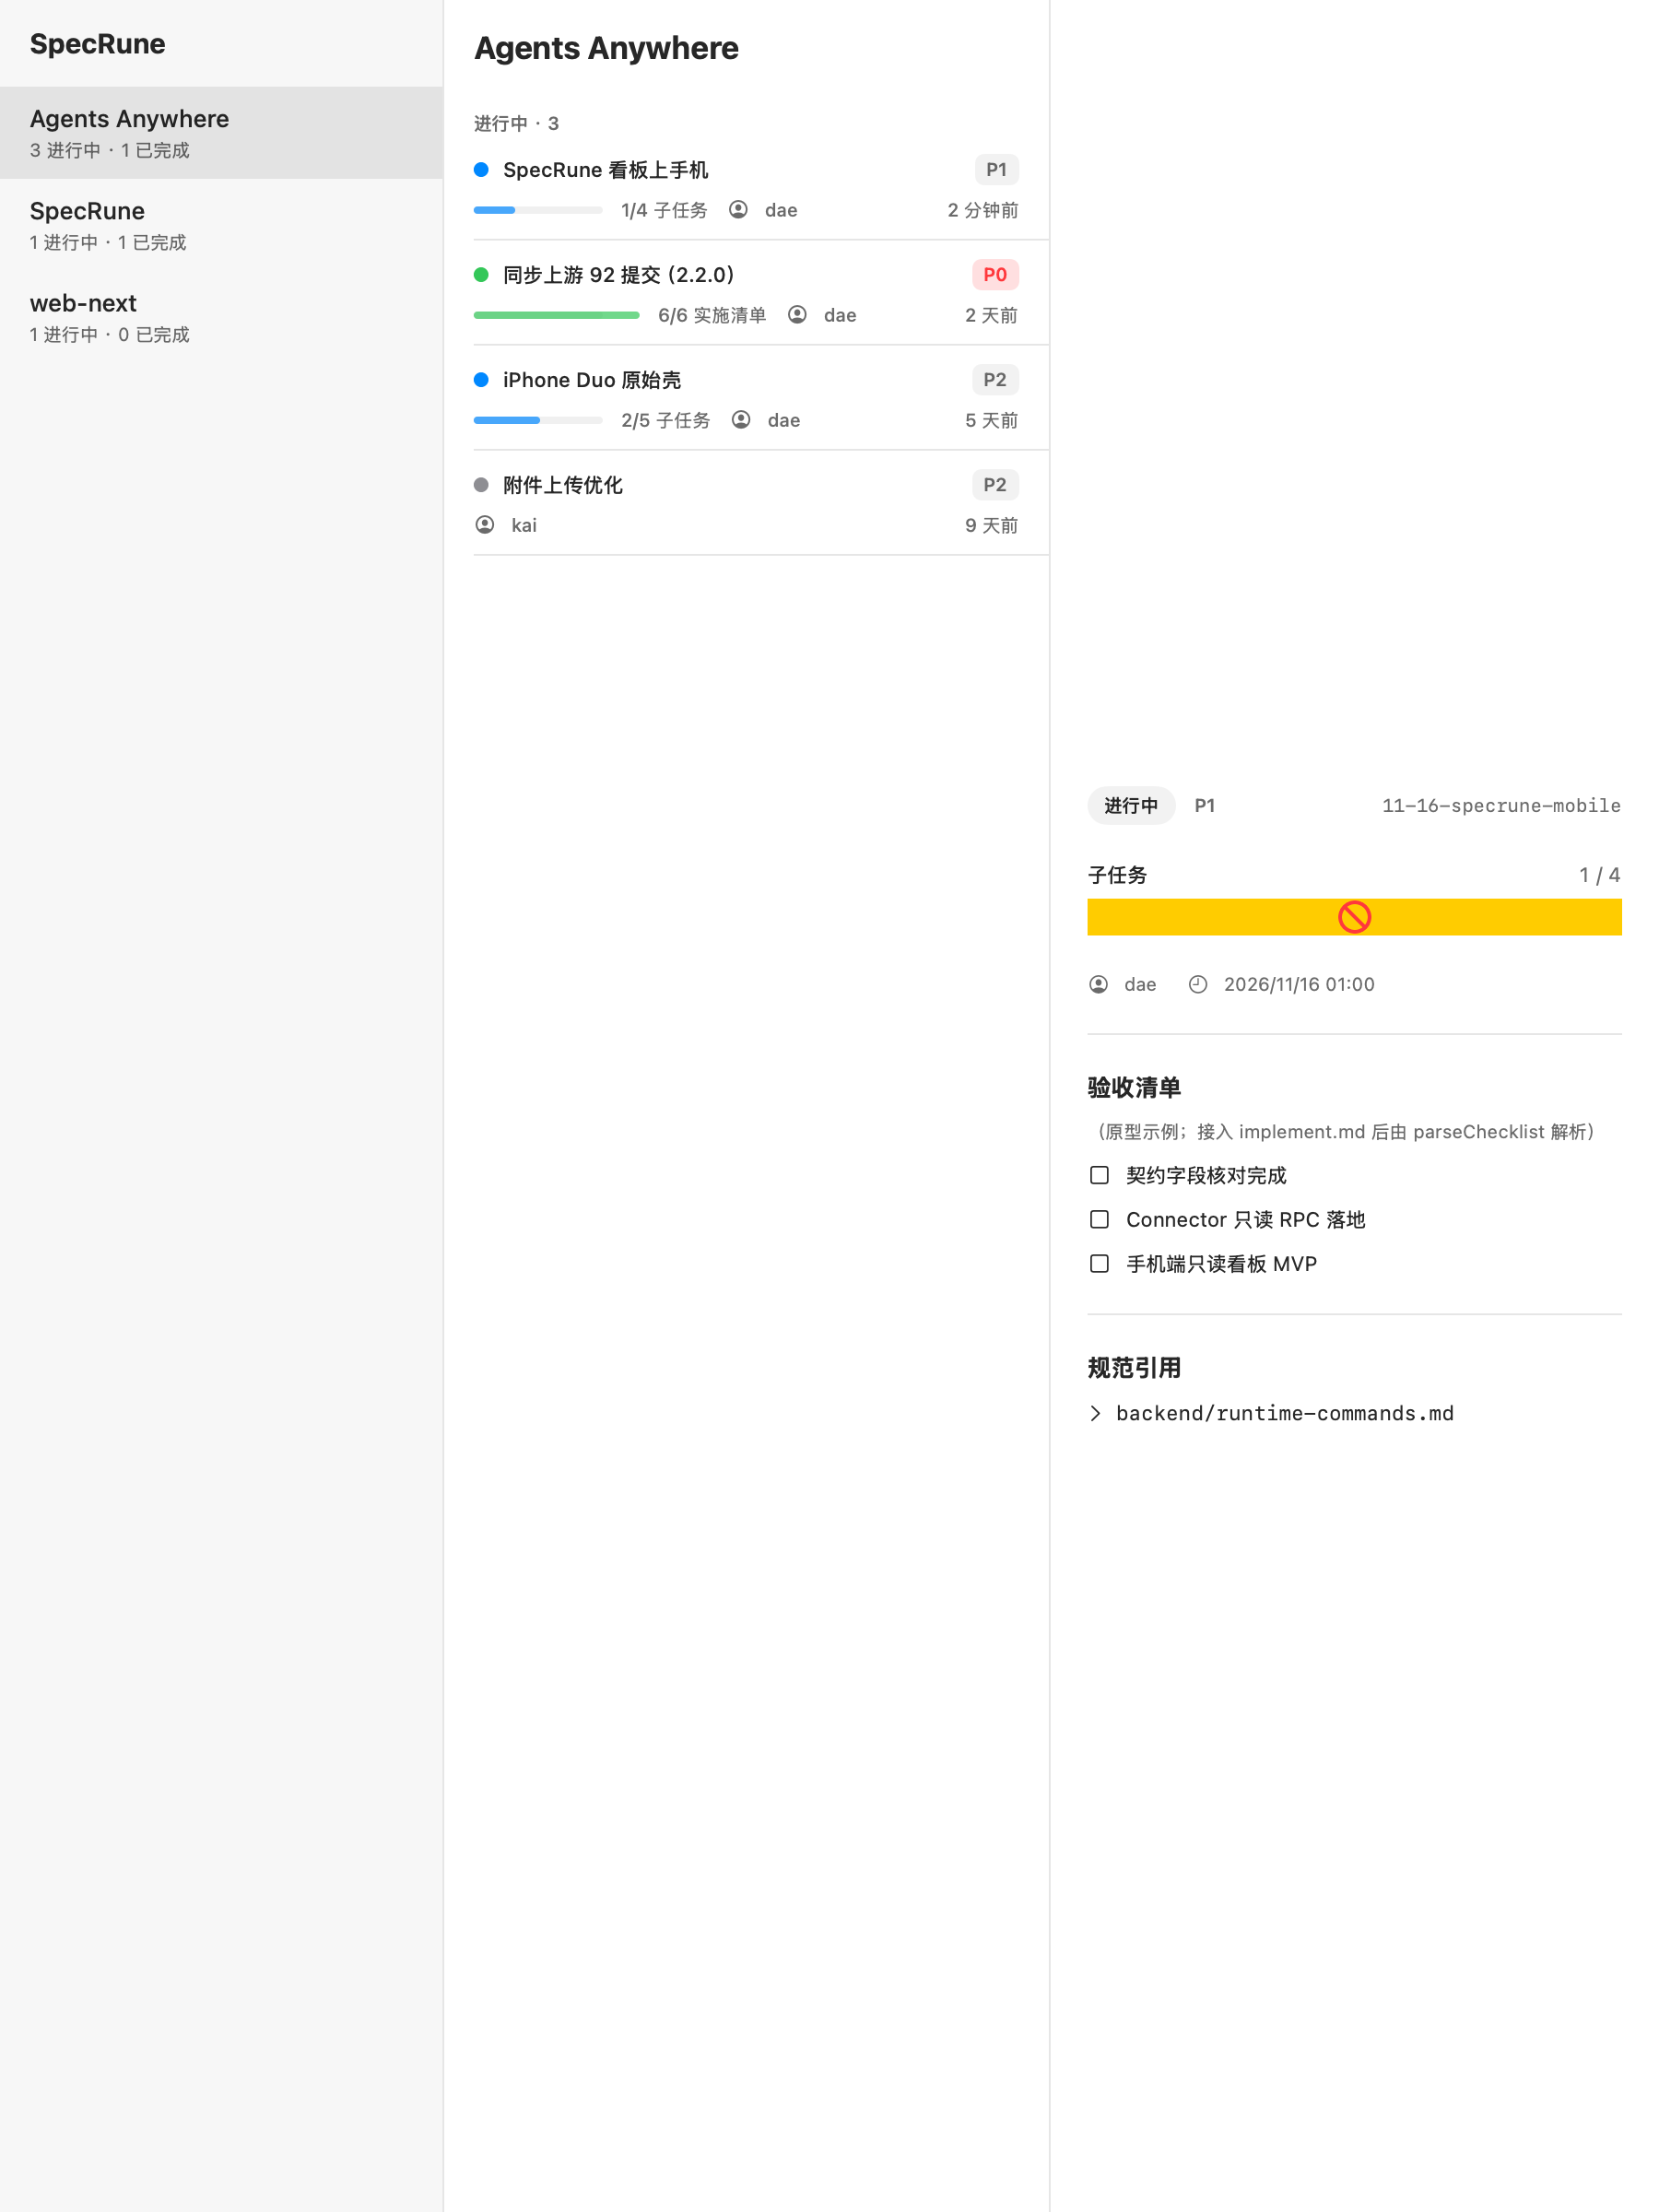 SpecRune
Agents Anywhere
3 进行中 · 1 已完成
SpecRune
1 进行中 · 1 已完成
web-next
1 进行中 · 0 已完成
Agents Anywhere
进行中 · 3
SpecRune 看板上手机 P1
1/4 子任务 dae 2 分钟前
同步上游 92 提交 (2.2.0) P0
6/6 实施清单 dae 2 天前
iPhone Duo 原始壳 P2
2/5 子任务 dae 5 天前
附件上传优化 P2
kai 9 天前
进行中 P1 11-16-specrune-mobile
子任务 1 / 4
dae 2026/11/16 01:00
验收清单
（原型示例；接入 implement.md 后由 parseChecklist 解析）
契约字段核对完成
Connector 只读 RPC 落地
手机端只读看板 MVP
规范引用
backend/runtime-commands.md